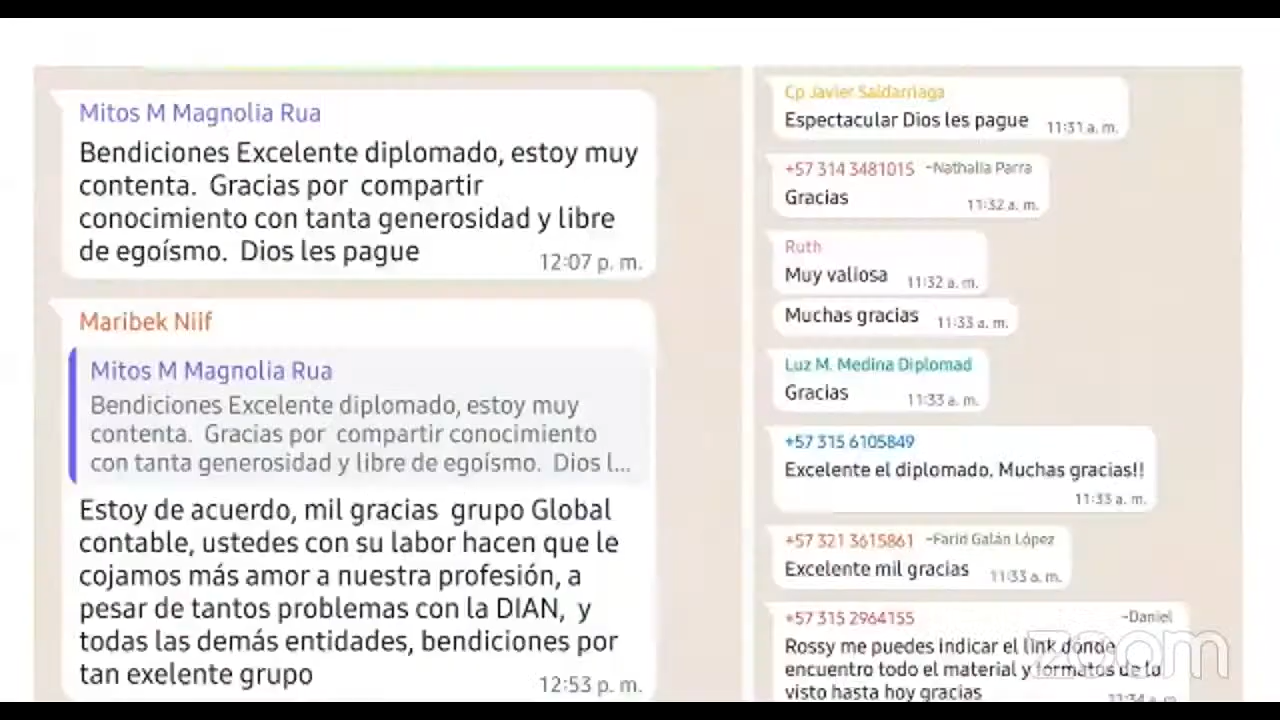 Mitos M Magnolia Rua
Bendiciones Excelente diplomado, estoy muy
contenta. Gracias por compartir
conocimiento con tanta generosidad y libre
de egoísmo. Dios les pague
12:07 p. m.
Maribek Niif
Mitos M Magnolia Rua
Bendiciones Excelente diplomado, estoy muy
contenta. Gracias por compartir conocimiento
con tanta generosidad y libre de egoísmo. Dios l...
Estoy de acuerdo, mil gracias grupo Global
contable, ustedes con su labor hacen que le
cojamos más amor a nuestra profesión, a
pesar de tantos problemas con la DIAN, y
todas las demás entidades, bendiciones por
tan exelente grupo
12:53 p. m.
Cp Javier Saldarriaga
Espectacular Dios les pague 11:31 a. m.
+57 314 3481015 ~Nathalia Parra
Gracias 11:32 a. m.
Ruth
Muy valiosa 11:32 a. m.
Muchas gracias 11:33 a. m.
Luz M. Medina Diplomad
Gracias 11:33 a. m.
+57 315 6105849
Excelente el diplomado. Muchas gracias!!
11:33 a. m.
+57 321 3615861 ~Farid Galán López
Excelente mil gracias 11:33 a. m.
+57 315 2964155 ~Daniel
Rossy me puedes indicar el link donde
encuentro todo el material y formatos de lo
visto hasta hoy gracias 11:34 a. m.
zoom